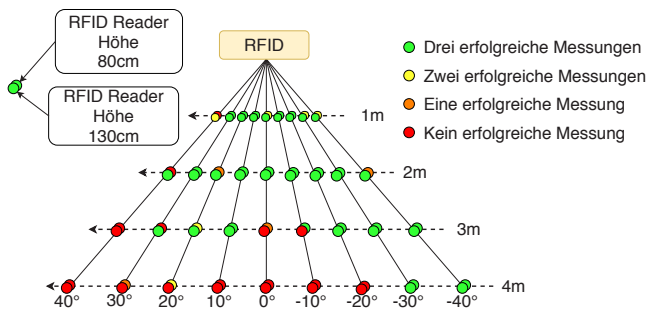 RFID Reader
Höhe
80cm
RFID Reader
Höhe
130cm
RFID
Drei erfolgreiche Messungen
Zwei erfolgreiche Messungen
Eine erfolgreiche Messung
Kein erfolgreiche Messung
1m
2m
3m
4m
40° 30° 20° 10° 0° -10° -20° -30° -40°